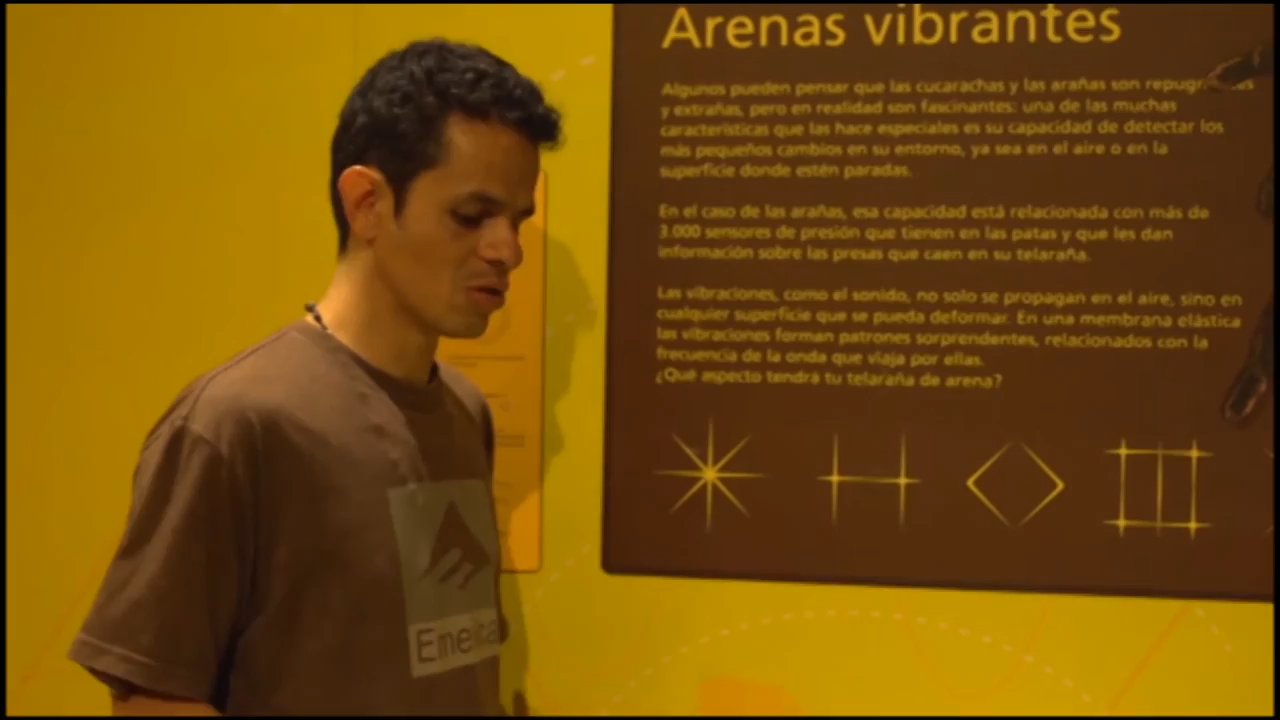 Arenas vibrantes
Algunos pueden pensar que las cucarachas y las arañas son
y extrañas, pero en realidad son fascinantes: una de las muchas
características que las hace especiales es su capacidad de detectar los
más pequeños cambios en su entorno, ya sea en el aire o en la
superficie donde estén paradas.
En el caso de las arañas, esa capacidad está relacionada con más de
3.000 sensores de presión que tienen en las patas y que les dan
información sobre las presas que caen en su telaraña.
Las vibraciones, como el sonido, no solo se propagan en el aire, sino en
cualquier superficie que se pueda deformar. En una membrana elástica
las vibraciones forman patrones sorprendentes, relacionados con la
frecuencia de la onda que viaja por ellas.
¿Qué aspecto tendrá tu telaraña de arena?